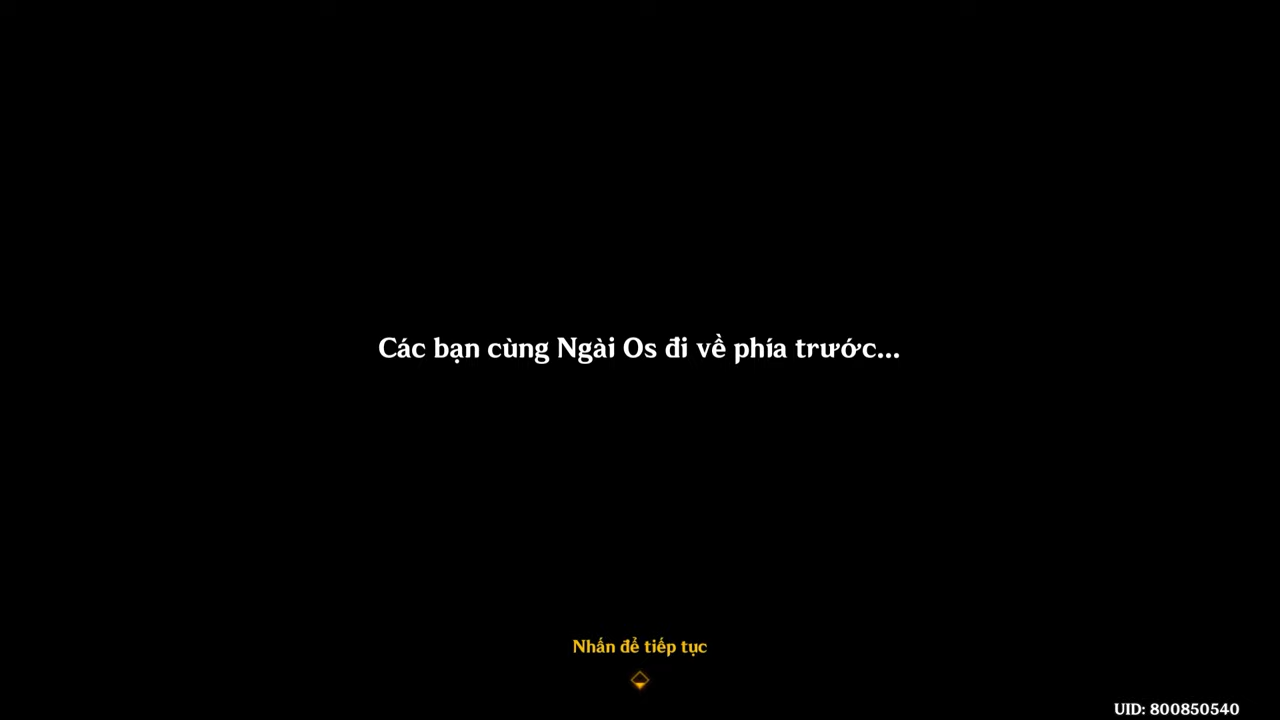 Các bạn cùng Ngài Os đi về phía trước...
Nhấn để tiếp tục
UID: 800850540